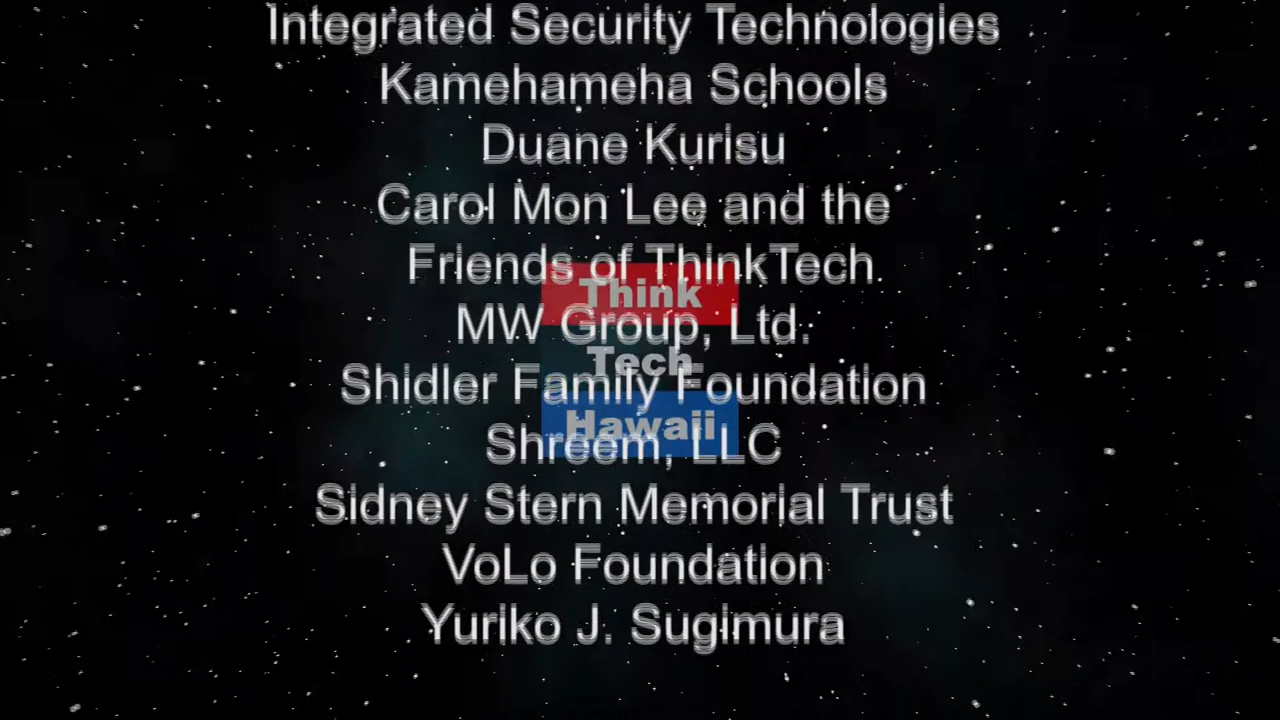 Integrated Security Technologies
Kamehameha Schools
Duane Kurisu
Carol Mon Lee and the
Friends of ThinkTech
MW Group, Ltd.
Shidler Family Foundation
Shreem, LLC
Sidney Stern Memorial Trust
VoLo Foundation
Yuriko J. Sugimura
Think
Tech
Hawaii